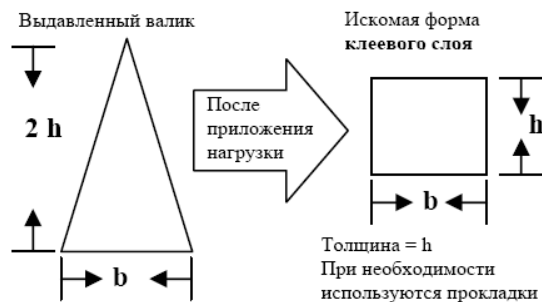 Выдавленный валик
2 h
b
После
приложения
нагрузки
Искомая форма
клеевого слоя
h
b
Толщина = h
При необходимости
используются прокладки